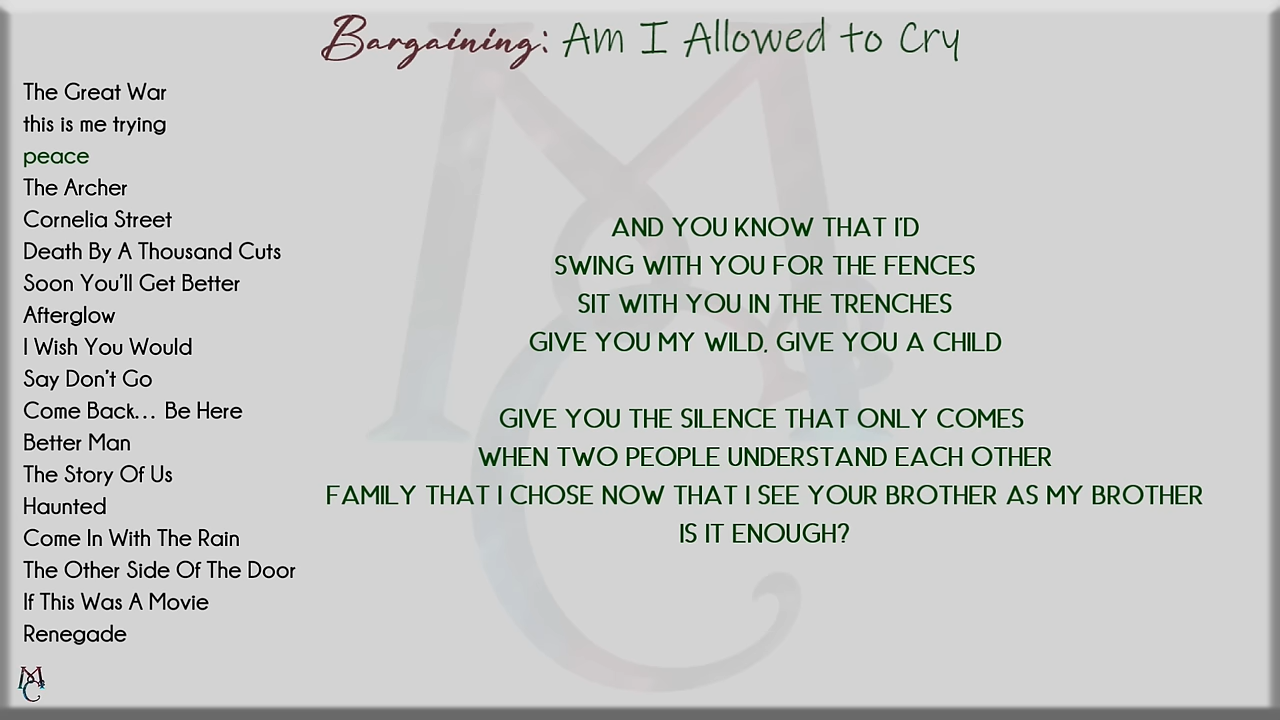 Bargaining: Am I Allowed to Cry
The Great War
this is me trying
peace
The Archer
Cornelia Street
Death By A Thousand Cuts
Soon You'll Get Better
Afterglow
I Wish You Would
Say Don't Go
Come Back... Be Here
Better Man
The Story Of Us
Haunted
Come In With The Rain
The Other Side Of The Door
If This Was A Movie
Renegade
AND YOU KNOW THAT I'D
SWING WITH YOU FOR THE FENCES
SIT WITH YOU IN THE TRENCHES
GIVE YOU MY WILD, GIVE YOU A CHILD
GIVE YOU THE SILENCE THAT ONLY COMES
WHEN TWO PEOPLE UNDERSTAND EACH OTHER
FAMILY THAT I CHOSE NOW THAT I SEE YOUR BROTHER AS MY BROTHER
IS IT ENOUGH?